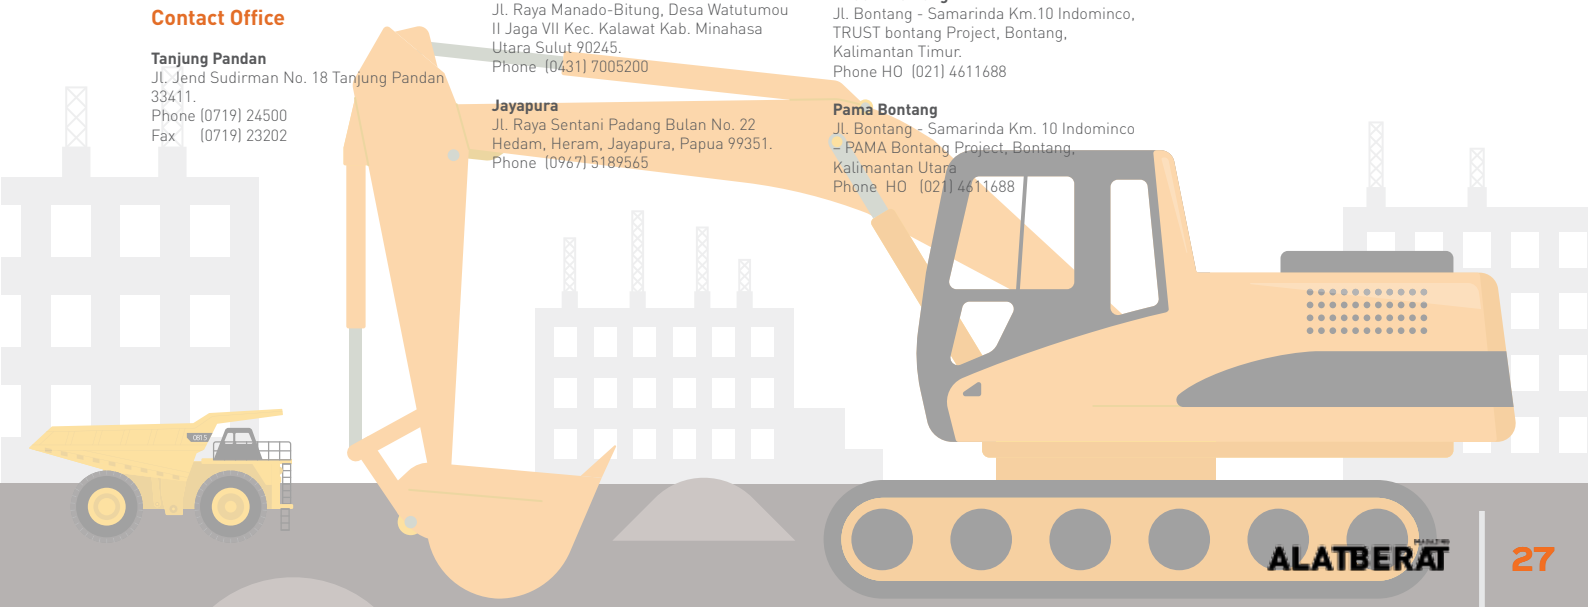 Contact Office
Tanjung Pandan
Jl. Jend Sudirman No. 18 Tanjung Pandan
33411.
Phone (0719) 24500
Fax (0719) 23202
Jl. Raya Manado-Bitung, Desa Watutumou
II Jaga VII Kec. Kalawat Kab. Minahasa
Utara Sulut 90245.
Phone (0431) 7005200
Jayapura
Jl. Raya Sentani Padang Bulan No. 22
Hedam, Heram, Jayapura, Papua 99351.
Phone (0967) 5189565
Jl. Bontang - Samarinda Km.10 Indominco,
TRUST bontang Project, Bontang,
Kalimantan Timur.
Phone HO (021) 4611688
Pama Bontang
Jl. Bontang - Samarinda Km. 10 Indominco
– PAMA Bontang Project, Bontang,
Kalimantan Utara
Phone HO (021) 4611688
0815
ALATBERAT
27